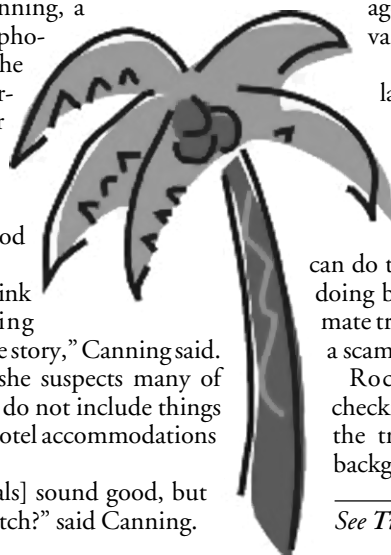 nning, a
pho-
he
r-
r
od
ink
ing
e story,” Canning said.
she suspects many of
do not include things
otel accommodations
als] sound good, but
tch?” said Canning.
ag
va
la
can do t
doing b
mate tr
a scam
Roc
check
the tr
backg
See T